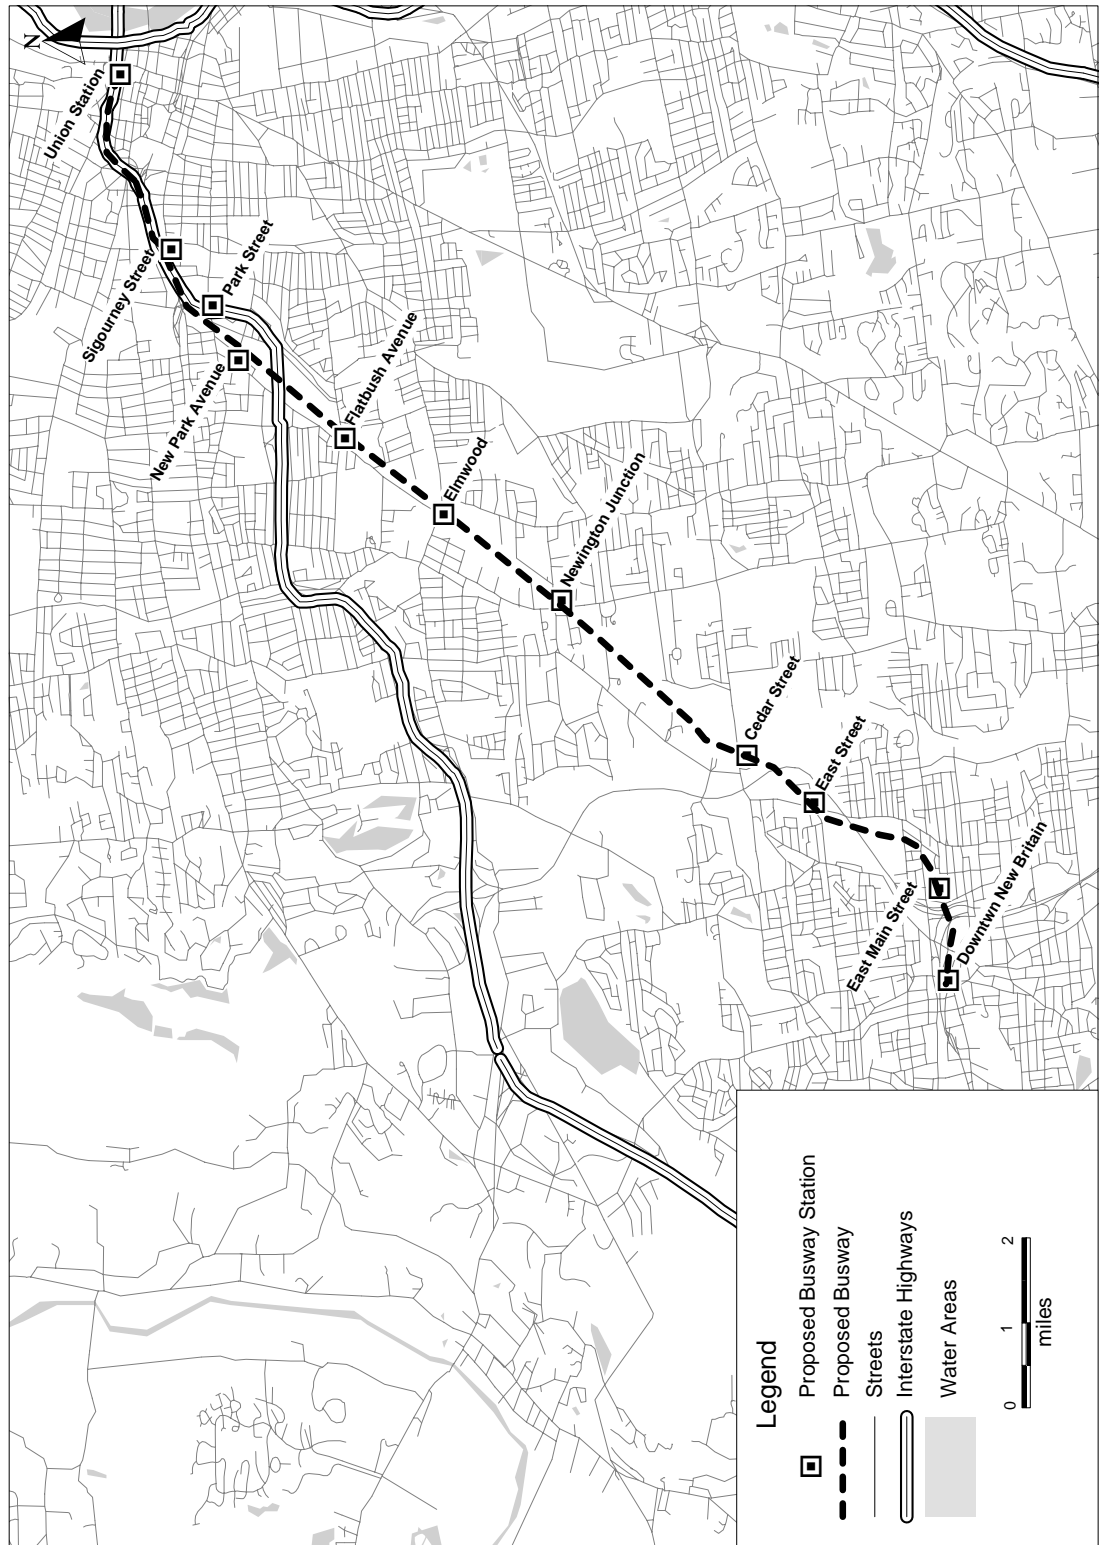 N
Union Station
Sigourney Street
Park Street
New Park Avenue
Flatbush Avenue
Elmwood
Newington Junction
Cedar Street
East Street
East Main Street
Downtwn New Britain
Legend
Proposed Busway Station
Proposed Busway
Streets
Interstate Highways
Water Areas
0 1 2
miles